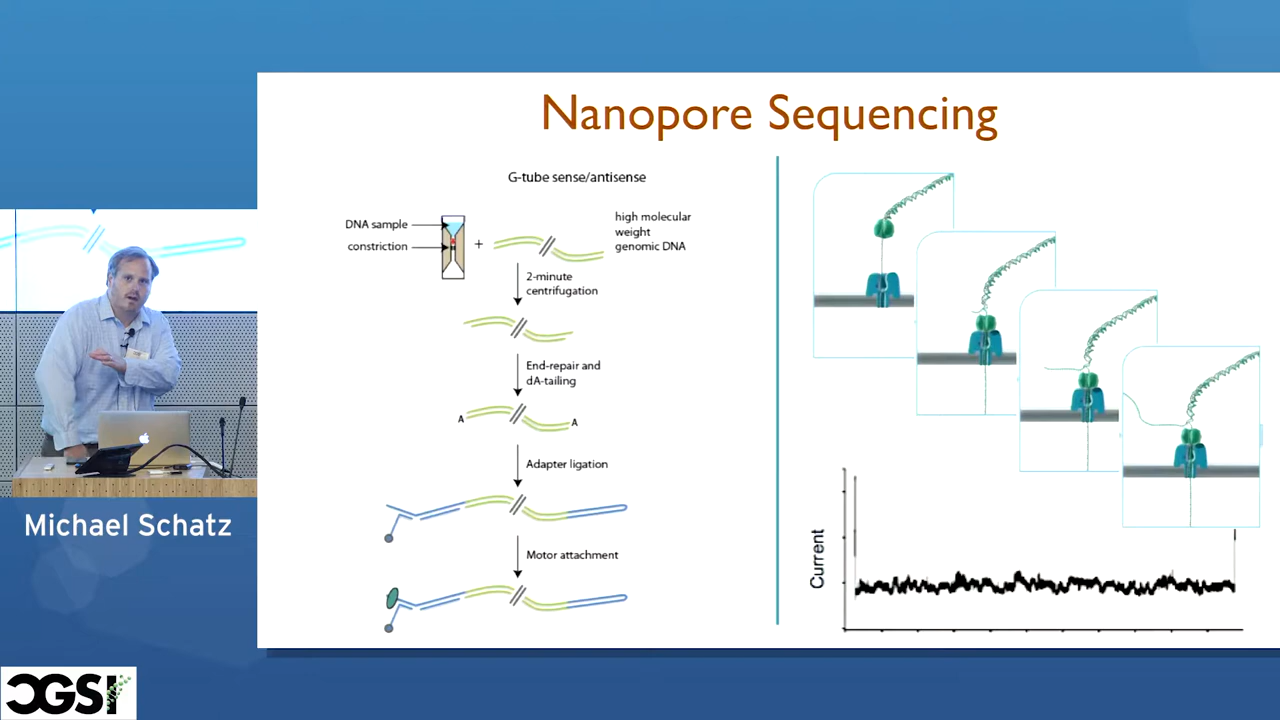 Nanopore Sequencing
G-tube sense/antisense
DNA sample
constriction
+
high molecular
weight
genomic DNA
2-minute
centrifugation
End-repair and
dA-tailing
A
A
Adapter ligation
Motor attachment
Current
Michael Schatz
CGSI